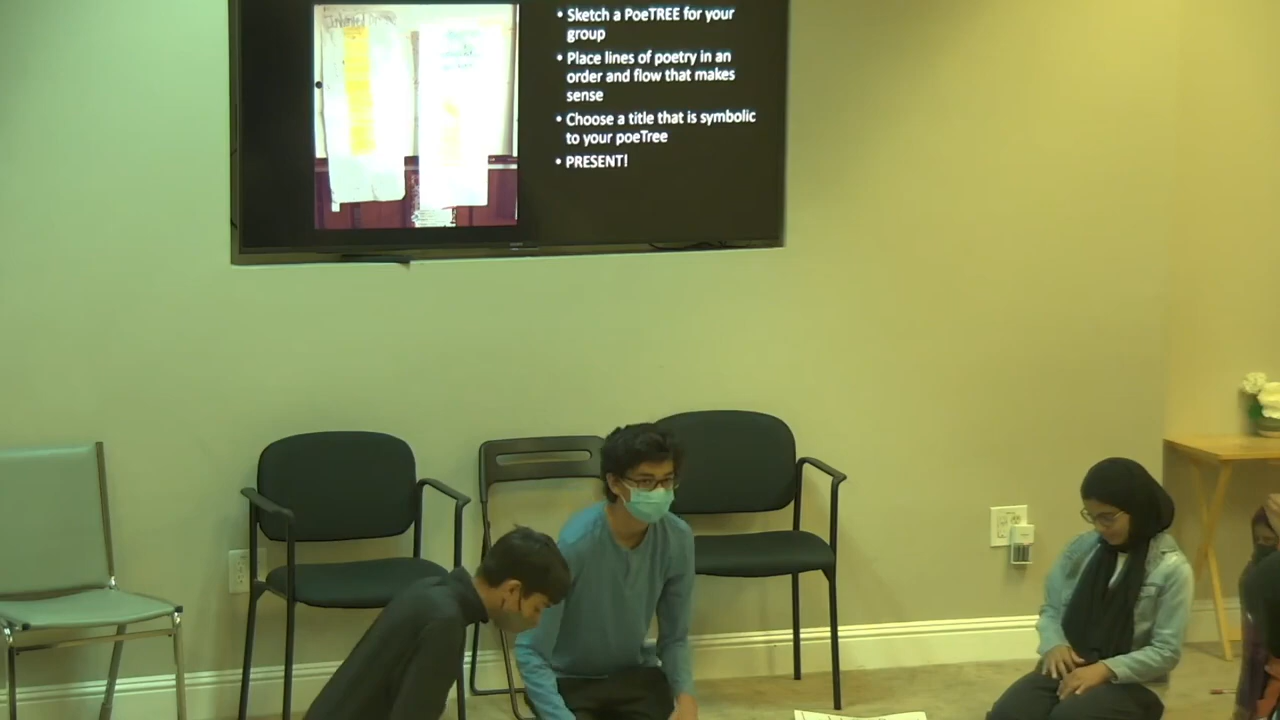 • Sketch a PoeTREE for your
group
• Place lines of poetry in an
order and flow that makes
sense
• Choose a title that is symbolic
to your poeTree
• PRESENT!